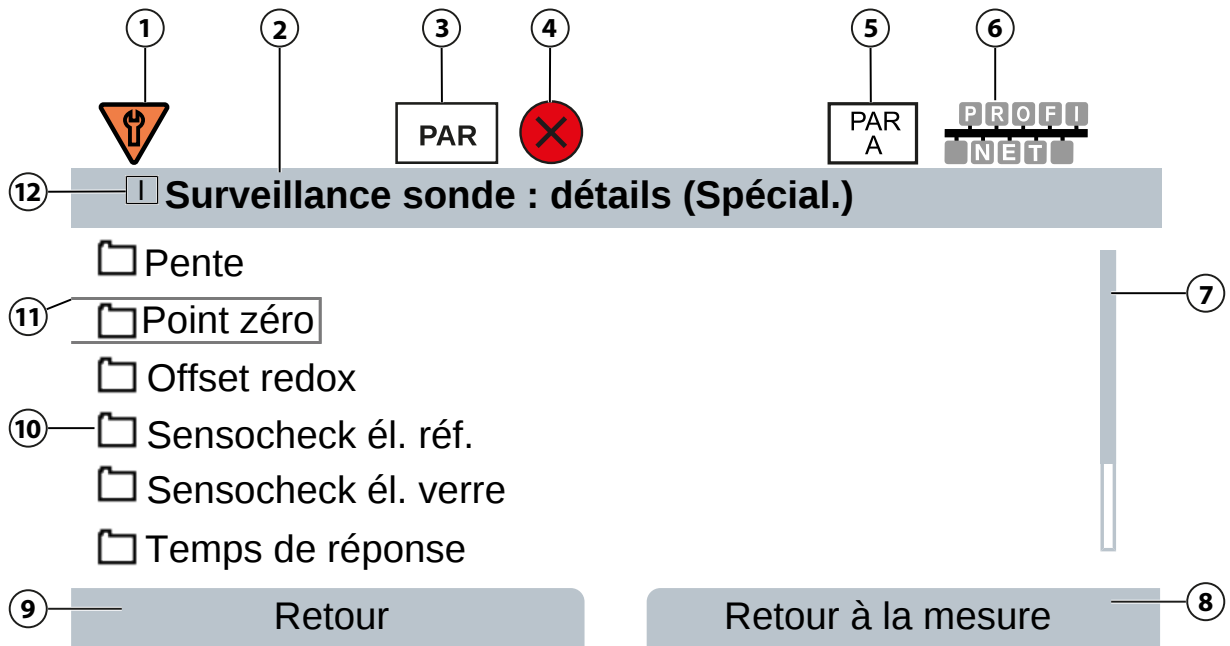 1 2 3 4 5 6
PAR
PAR
A
PROFI
NET
12
I Surveillance sonde : détails (Spécial.)
Pente
7
11
Point zéro
Offset redox
10
Sensocheck él. réf.
Sensocheck él. verre
Temps de réponse
9
Retour
Retour à la mesure
8